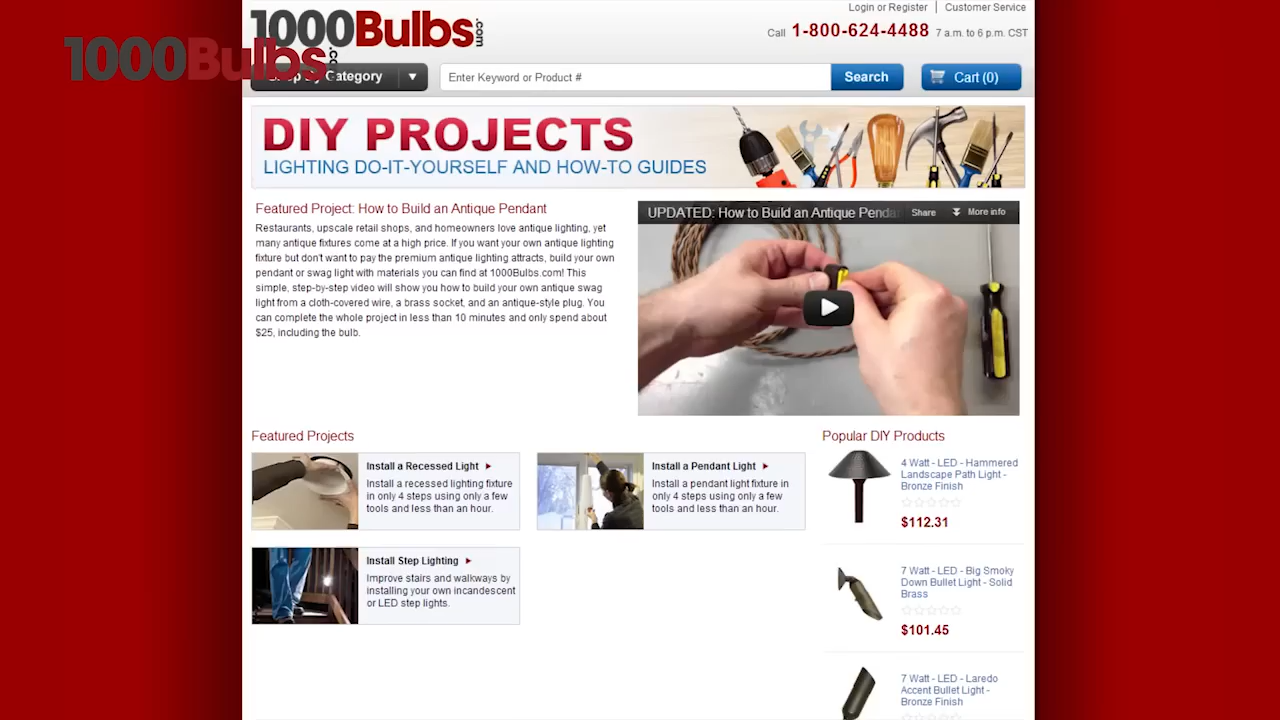 Login or Register | Customer Service
1000Bulbs.com
Call 1-800-624-4488 7 a.m. to 6 p.m. CST
1000Bulbs.co
Shop By Category ▼
Enter Keyword or Product #
Search
Cart (0)
DIY PROJECTS
LIGHTING DO-IT-YOURSELF AND HOW-TO GUIDES
Featured Project: How to Build an Antique Pendant
Restaurants, upscale retail shops, and homeowners love antique lighting, yet
many antique fixtures come at a high price. If you want your own antique lighting
fixture but don't want to pay the premium antique lighting attracts, build your own
pendant or swag light with materials you can find at 1000Bulbs.com! This
simple, step-by-step video will show you how to build your own antique swag
light from a cloth-covered wire, a brass socket, and an antique-style plug. You
can complete the whole project in less than 10 minutes and only spend about
$25, including the bulb.
UPDATED: How to Build an Antique Penda
Share
More info
Featured Projects
Install a Recessed Light
Install a recessed lighting fixture
in only 4 steps using only a few
tools and less than an hour.
Install a Pendant Light
Install a pendant light fixture in
only 4 steps using only a few
tools and less than an hour.
Install Step Lighting
Improve stairs and walkways by
installing your own incandescent
or LED step lights.
Popular DIY Products
4 Watt - LED - Hammered
Landscape Path Light -
Bronze Finish
$112.31
7 Watt - LED - Big Smoky
Down Bullet Light - Solid
Brass
$101.45
7 Watt - LED - Laredo
Accent Bullet Light -
Bronze Finish